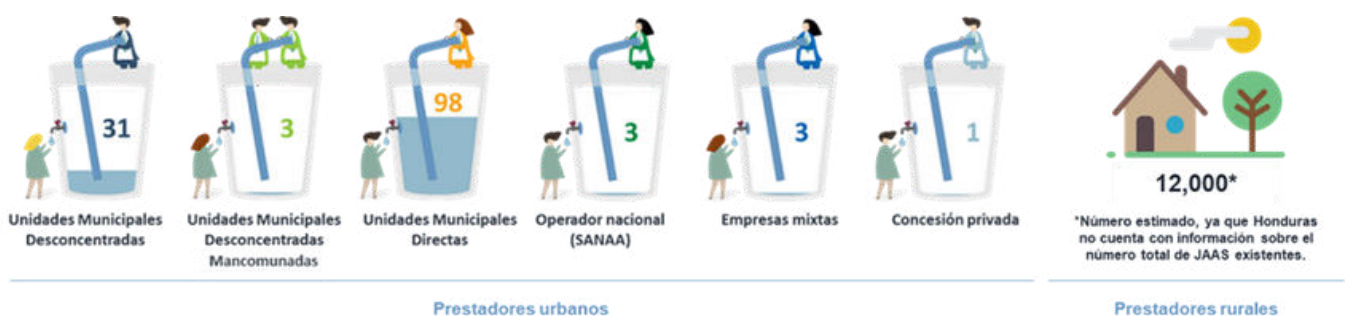 31
3
98
3
3
1
Unidades Municipales
Desconcentradas
Unidades Municipales
Desconcentradas
Mancomunadas
Unidades Municipales
Directas
Operador nacional
(SANAA)
Empresas mixtas
Concesión privada
12,000*
*Número estimado, ya que Honduras
no cuenta con información sobre el
número total de JAAS existentes.
Prestadores urbanos
Prestadores rurales